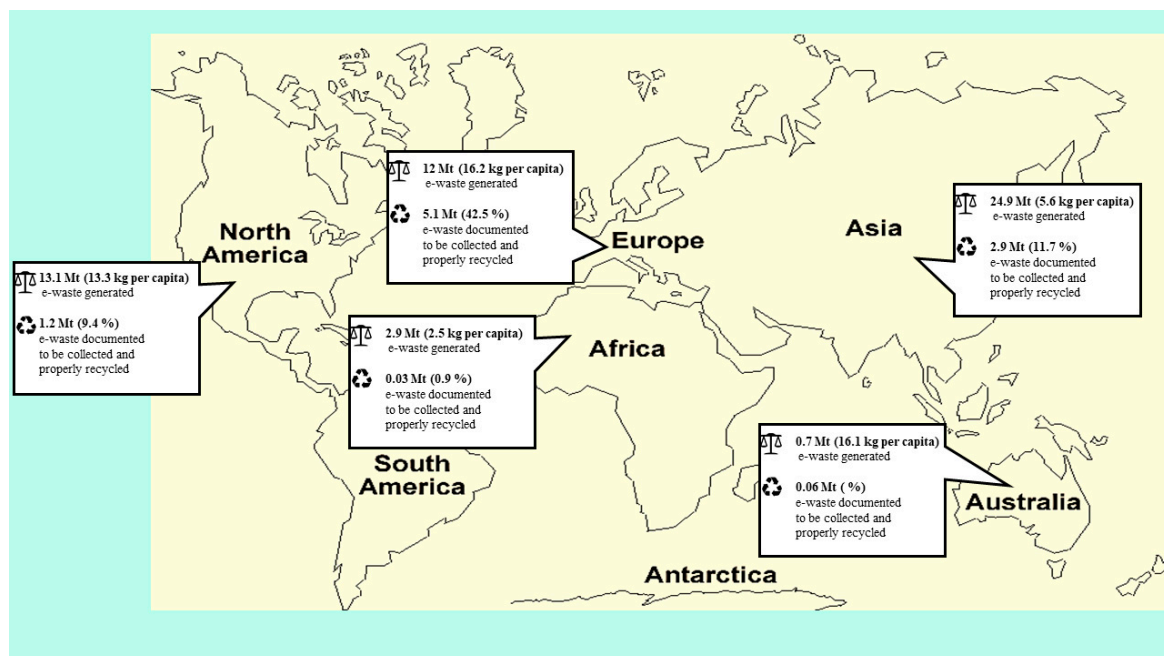 12 Mt (16.2 kg per capita)
e-waste generated
5.1 Mt (42.5 %)
e-waste documented
to be collected and
properly recycled
24.9 Mt (5.6 kg per capita)
e-waste generated
2.9 Mt (11.7 %)
e-waste documented
to be collected and
properly recycled
North
America
Europe
Asia
13.1 Mt (13.3 kg per capita)
e-waste generated
1.2 Mt (9.4 %)
e-waste documented
to be collected and
properly recycled
2.9 Mt (2.5 kg per capita)
e-waste generated
0.03 Mt (0.9 %)
e-waste documented
to be collected and
properly recycled
Africa
South
America
0.7 Mt (16.1 kg per capita)
e-waste generated
0.06 Mt ( %)
e-waste documented
to be collected and
properly recycled
Australia
Antarctica